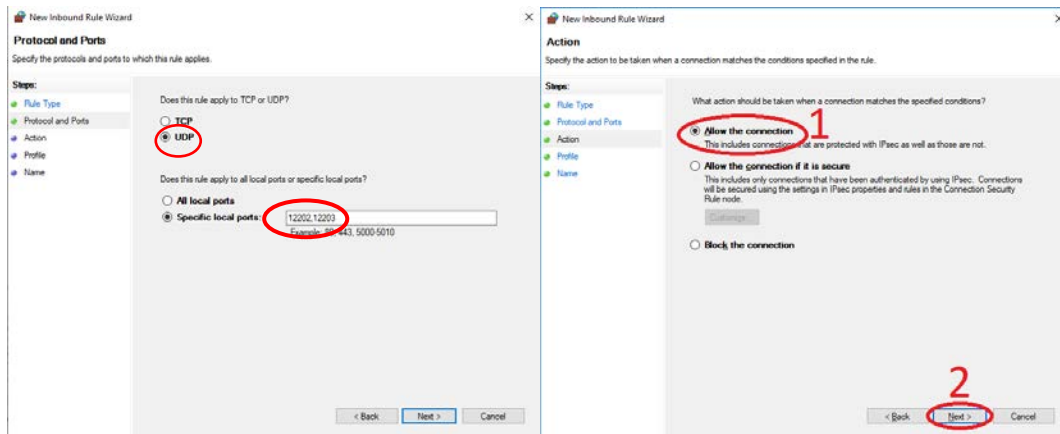 New Inbound Rule Wizard
Protocol and Ports
Specify the protocols and ports to which this rule applies.
Steps:
Rule Type
Protocol and Ports
Action
Profile
Name
Does this rule apply to TCP or UDP?
TCP
UDP
Does this rule apply to all local ports or specific local ports?
All local ports
Specific local ports:
12202,12203
Example: 80, 443, 5000-5010
< Back
Next >
Cancel
New Inbound Rule Wizard
Action
Specify the action to be taken when a connection matches the conditions specified in the rule.
Steps:
Rule Type
Protocol and Ports
Action
Profile
Name
What action should be taken when a connection matches the specified conditions?
Allow the connection
1
This includes connections that are protected with IPsec as well as those are not.
Allow the connection if it is secure
This includes only connections that have been authenticated by using IPsec. Connections
will be secured using the settings in IPsec properties and rules in the Connection Security
Rule node.
Customize...
Block the connection
2
< Back
Next >
Cancel